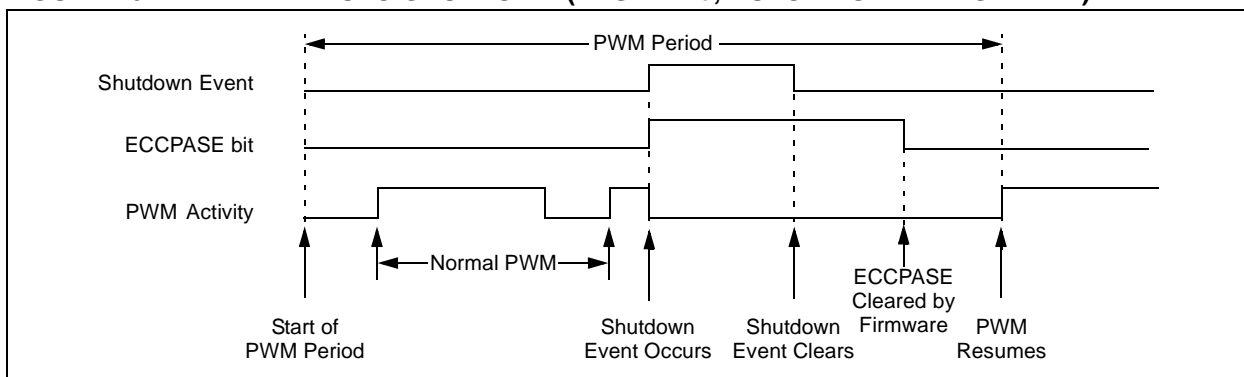 PWM Period
Shutdown Event
ECCPASE bit
PWM Activity
Normal PWM
Start of
PWM Period
Shutdown
Event Occurs
Shutdown
Event Clears
ECCPASE
Cleared by
Firmware
PWM
Resumes